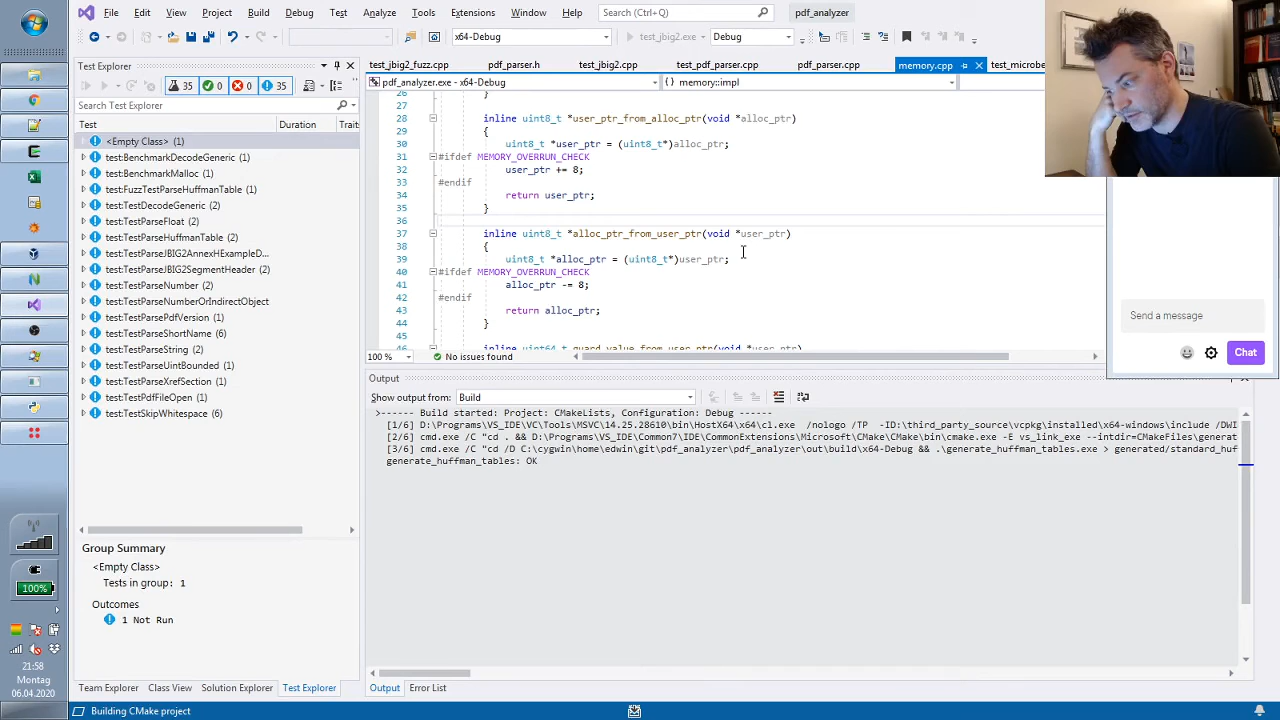 File Edit View Project Build Debug Test Analyze Tools Extensions Window Help Search (Ctrl+Q) pdf_analyzer
x64-Debug test_jbig2.exe Debug
Test Explorer
35 0 0 35
Search Test Explorer
Test Duration Traits
<Empty Class> (1)
test:BenchmarkDecodeGeneric (1)
test:BenchmarkMalloc (1)
test:FuzzTestParseHuffmanTable (1)
test:TestDecodeGeneric (2)
test:TestParseFloat (2)
test:TestParseHuffmanTable (2)
test:TestParseJBIG2AnnexHExampleD...
test:TestParseJBIG2SegmentHeader (2)
test:TestParseNumber (2)
test:TestParseNumberOrIndirectObject
test:TestParsePdfVersion (1)
test:TestParseShortName (6)
test:TestParseString (2)
test:TestParseUintBounded (1)
test:TestParseXrefSection (1)
test:TestPdfFileOpen (1)
test:TestSkipWhitespace (6)
Group Summary
<Empty Class>
Tests in group: 1
Outcomes
1 Not Run
Team Explorer Class View Solution Explorer Test Explorer
test_jbig2_fuzz.cpp pdf_parser.h test_jbig2.cpp test_pdf_parser.cpp pdf_parser.cpp memory.cpp test_microbe
pdf_analyzer.exe - x64-Debug {} memory::impl
26 }
27
28 inline uint8_t *user_ptr_from_alloc_ptr(void *alloc_ptr)
29 {
30 uint8_t *user_ptr = (uint8_t*)alloc_ptr;
31 #ifdef MEMORY_OVERRUN_CHECK
32 user_ptr += 8;
33 #endif
34 return user_ptr;
35 }
36
37 inline uint8_t *alloc_ptr_from_user_ptr(void *user_ptr)
38 {
39 uint8_t *alloc_ptr = (uint8_t*)user_ptr;
40 #ifdef MEMORY_OVERRUN_CHECK
41 alloc_ptr -= 8;
42 #endif
43 return alloc_ptr;
44 }
45
46 inline uint64_t guard_value_from_user_ptr(void *user_ptr)
100 % No issues found
Output
Show output from: Build
>------ Build started: Project: CMakeLists, Configuration: Debug ------
[1/6] D:\Programs\VS_IDE\VC\Tools\MSVC\14.25.28610\bin\HostX64\x64\cl.exe /nologo /TP -ID:\third_party_source\vcpkg\installed\x64-windows\include /DWI
[2/6] cmd.exe /C "cd . && D:\Programs\VS_IDE\Common7\IDE\CommonExtensions\Microsoft\CMake\CMake\bin\cmake.exe -E vs_link_exe --intdir=CMakeFiles\generat
[3/6] cmd.exe /C "cd /D C:\cygwin\home\edwin\git\pdf_analyzer\pdf_analyzer\out\build\x64-Debug && .\generate_huffman_tables.exe > generated/standard_huf
generate_huffman_tables: OK
Output Error List
Send a message
Chat
100%
21:58
Montag
06.04.2020
Building CMake project